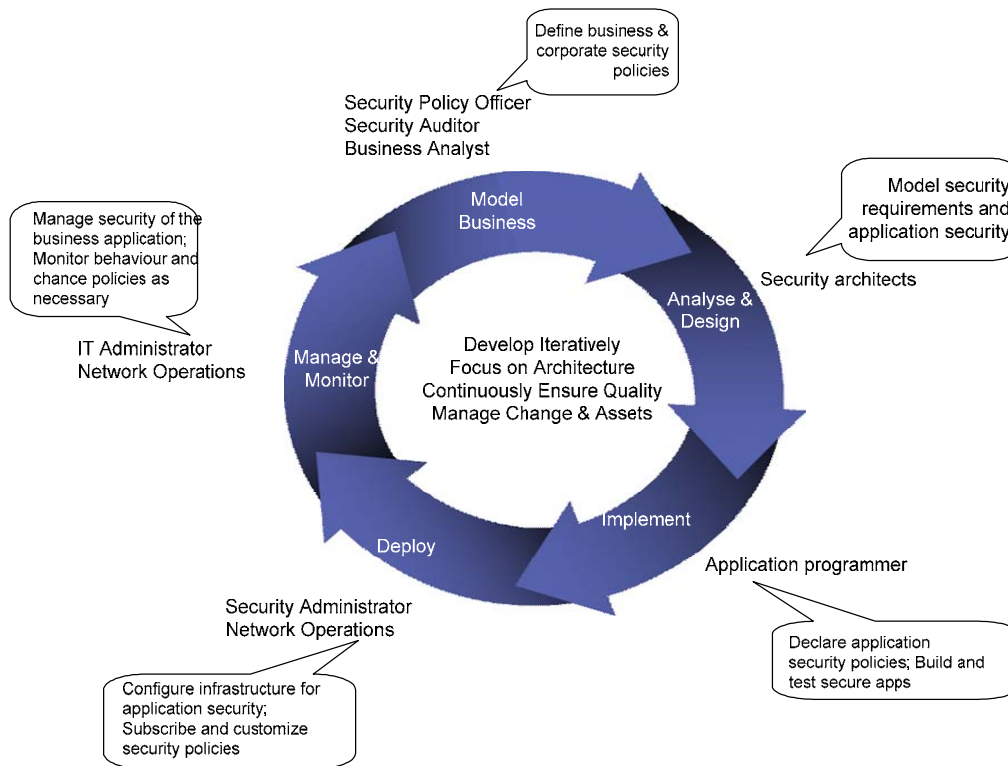 Define business &
corporate security
policies
Security Policy Officer
Security Auditor
Business Analyst
Model
Business
Model security
requirements and
application security
Security architects
Analyse &
Design
Manage security of the
business application;
Monitor behaviour and
chance policies as
necessary
IT Administrator
Network Operations
Manage &
Monitor
Develop Iteratively
Focus on Architecture
Continuously Ensure Quality
Manage Change & Assets
Implement
Application programmer
Declare application
security policies; Build and
test secure apps
Deploy
Security Administrator
Network Operations
Configure infrastructure for
application security;
Subscribe and customize
security policies